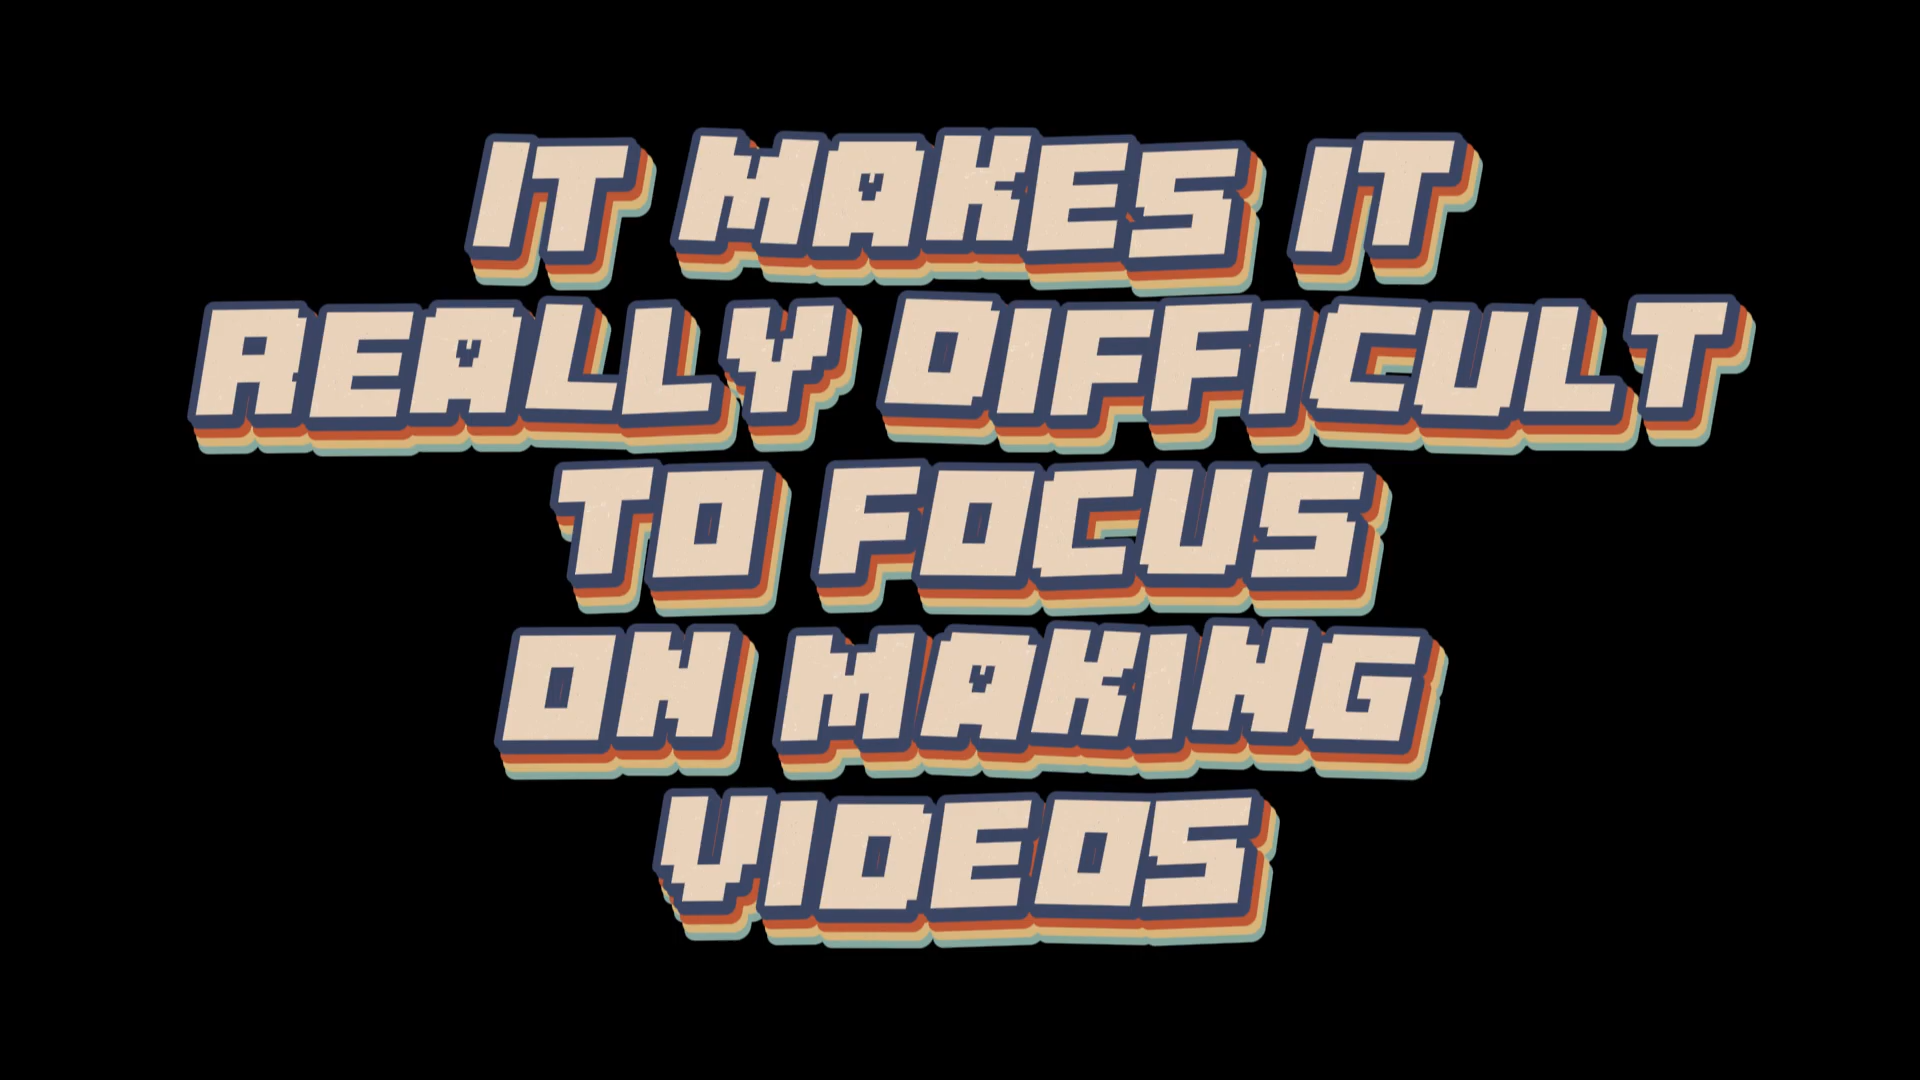 IT MAKES IT
REALLY DIFFICULT
TO FOCUS
ON MAKING
VIDEOS